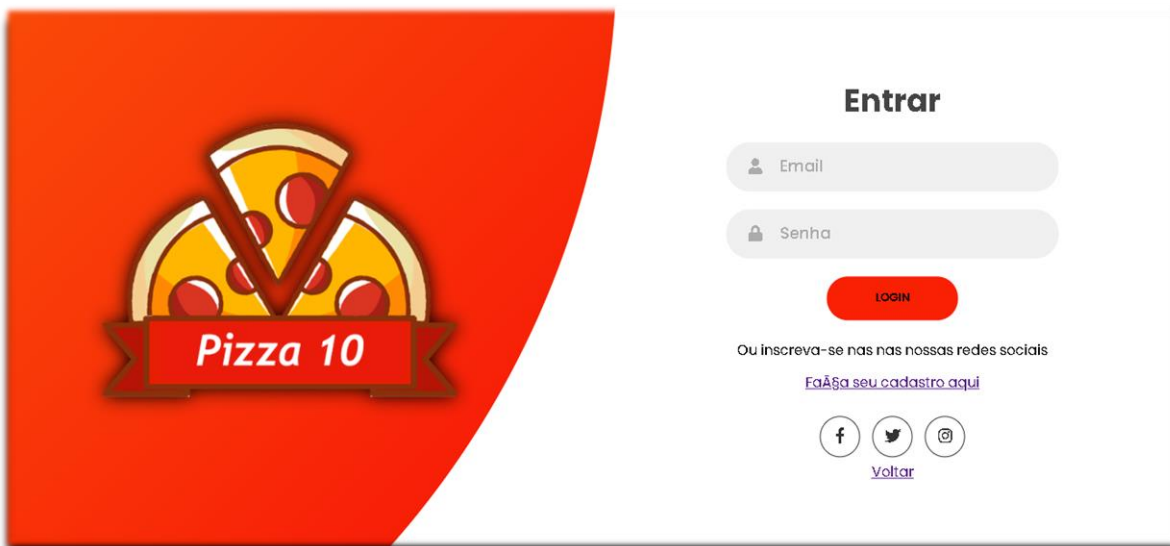 Pizza 10
Entrar
Email
Senha
LOGIN
Ou inscreva-se nas nas nossas redes sociais
FaÃ§a seu cadastro aqui
Voltar